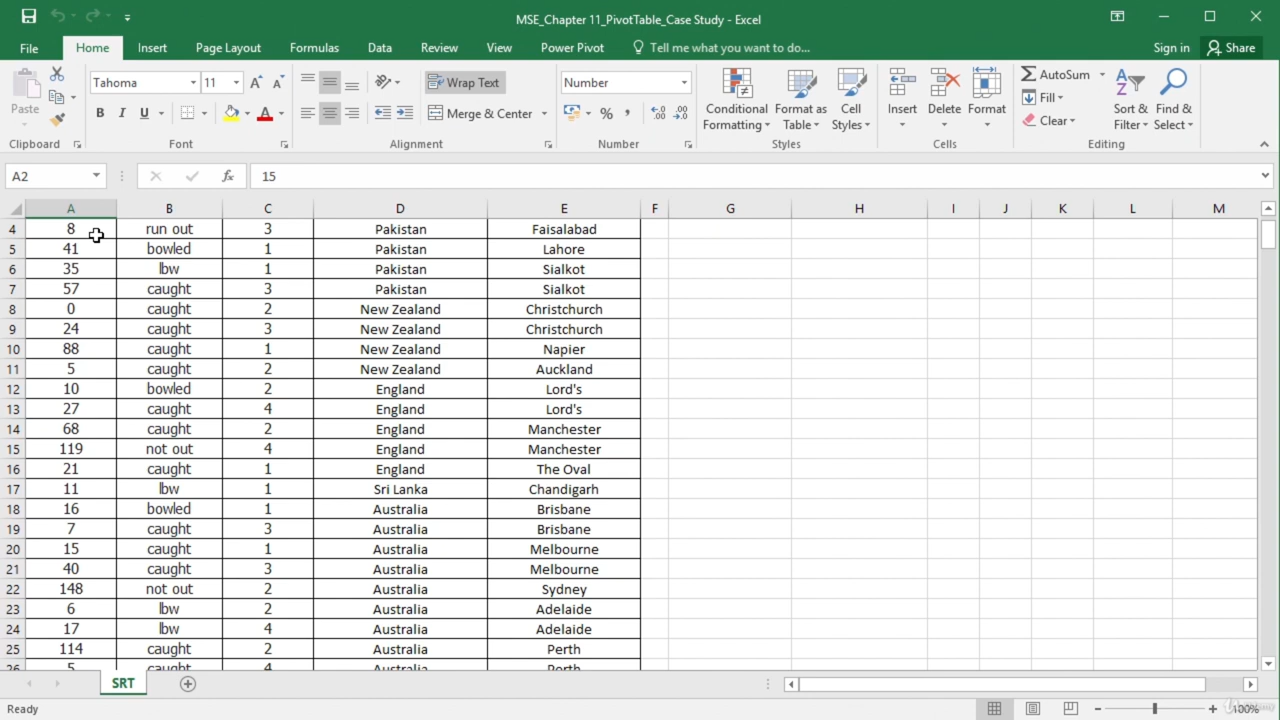 MSE_Chapter 11_PivotTable_Case Study - Excel
File Home Insert Page Layout Formulas Data Review View Power Pivot Tell me what you want to do... Sign in Share
Paste
Clipboard
Tahoma 11
B I U
Font
Wrap Text
Merge & Center
Alignment
Number
%
Number
Conditional Formatting
Format as Table
Cell Styles
Styles
Insert Delete Format
Cells
AutoSum
Fill
Clear
Sort & Filter
Find & Select
Editing
A2 fx 15
A B C D E F G H I J K L M
4 8 run out 3 Pakistan Faisalabad
5 41 bowled 1 Pakistan Lahore
6 35 lbw 1 Pakistan Sialkot
7 57 caught 3 Pakistan Sialkot
8 0 caught 2 New Zealand Christchurch
9 24 caught 3 New Zealand Christchurch
10 88 caught 1 New Zealand Napier
11 5 caught 2 New Zealand Auckland
12 10 bowled 2 England Lord's
13 27 caught 4 England Lord's
14 68 caught 2 England Manchester
15 119 not out 4 England Manchester
16 21 caught 1 England The Oval
17 11 lbw 1 Sri Lanka Chandigarh
18 16 bowled 1 Australia Brisbane
19 7 caught 3 Australia Brisbane
20 15 caught 1 Australia Melbourne
21 40 caught 3 Australia Melbourne
22 148 not out 2 Australia Sydney
23 6 lbw 2 Australia Adelaide
24 17 lbw 4 Australia Adelaide
25 114 caught 2 Australia Perth
26 5 caught 4 Australia Perth
SRT
Ready 100%